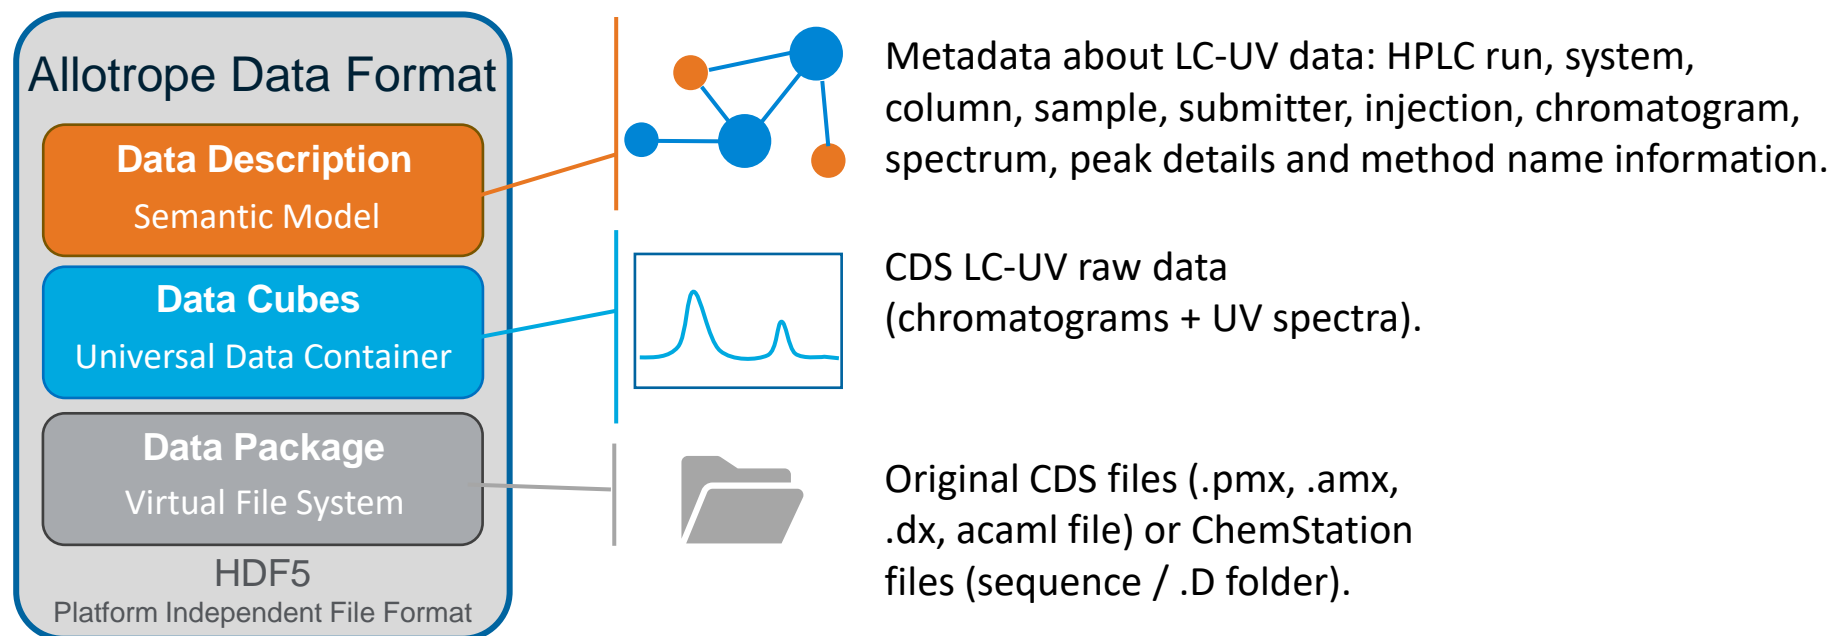 Allotrope Data Format
Data Description
Semantic Model
Data Cubes
Universal Data Container
Data Package
Virtual File System
HDF5
Platform Independent File Format
Metadata about LC-UV data: HPLC run, system,
column, sample, submitter, injection, chromatogram,
spectrum, peak details and method name information.
CDS LC-UV raw data
(chromatograms + UV spectra).
Original CDS files (.pmx, .amx,
.dx, acaml file) or ChemStation
files (sequence / .D folder).